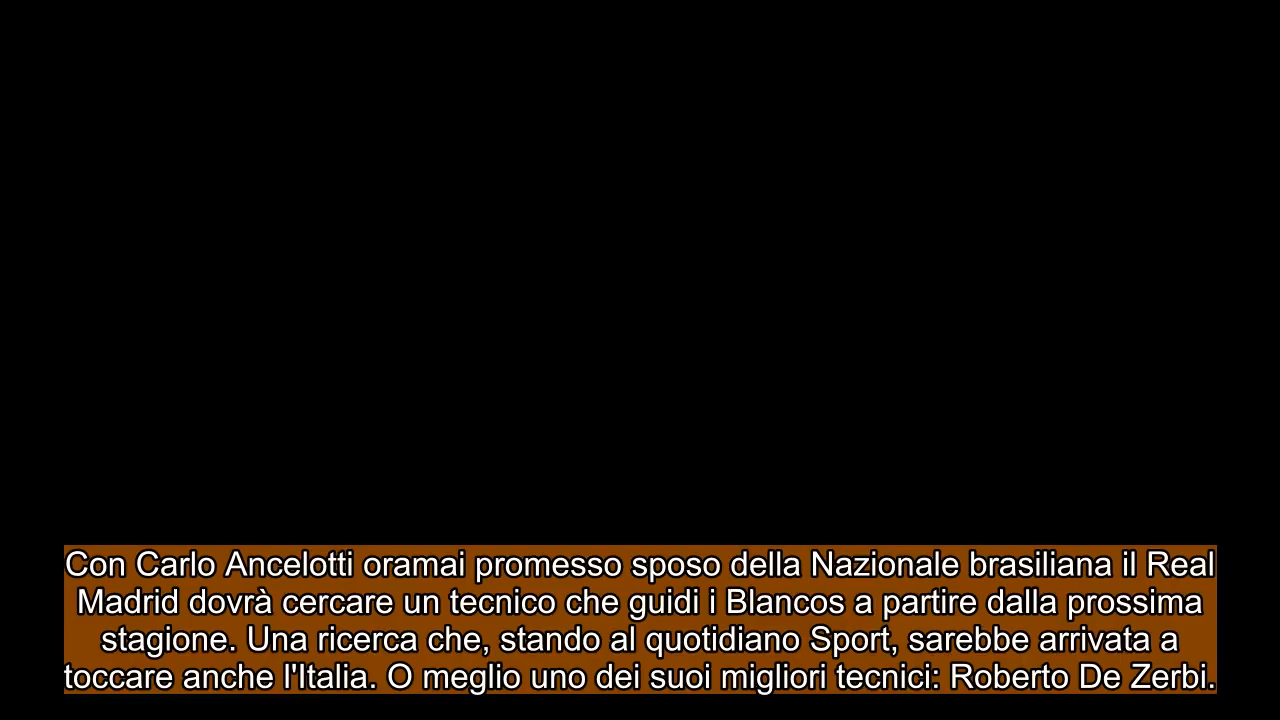 Con Carlo Ancelotti oramai promesso sposo della Nazionale brasiliana il Real
Madrid dovrà cercare un tecnico che guidi i Blancos a partire dalla prossima
stagione. Una ricerca che, stando al quotidiano Sport, sarebbe arrivata a
toccare anche l'Italia. O meglio uno dei suoi migliori tecnici: Roberto De Zerbi.